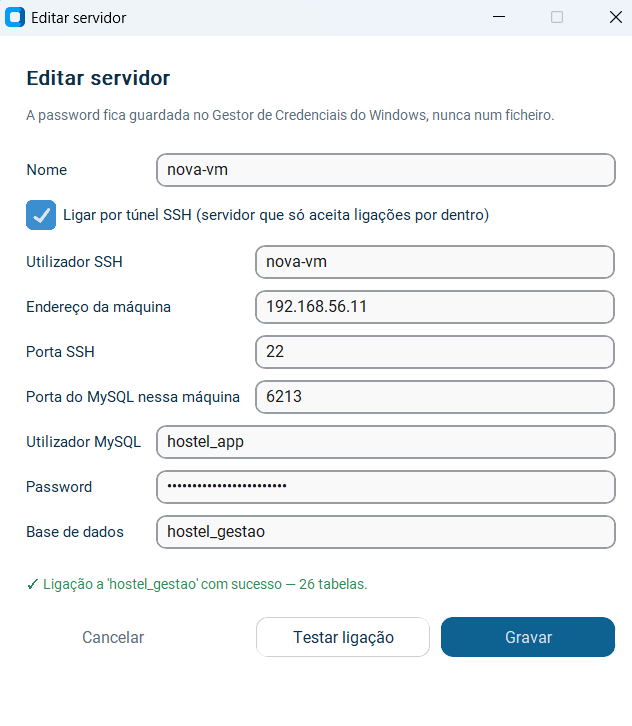 Editar servidor
Editar servidor
A password fica guardada no Gestor de Credenciais do Windows, nunca num ficheiro.
Nome nova-vm
Ligar por túnel SSH (servidor que só aceita ligações por dentro)
Utilizador SSH nova-vm
Endereço da máquina 192.168.56.11
Porta SSH 22
Porta do MySQL nessa máquina 6213
Utilizador MySQL hostel_app
Password ••••••••••••••••••••••••
Base de dados hostel_gestao
✓ Ligação a 'hostel_gestao' com sucesso — 26 tabelas.
Cancelar Testar ligação Gravar